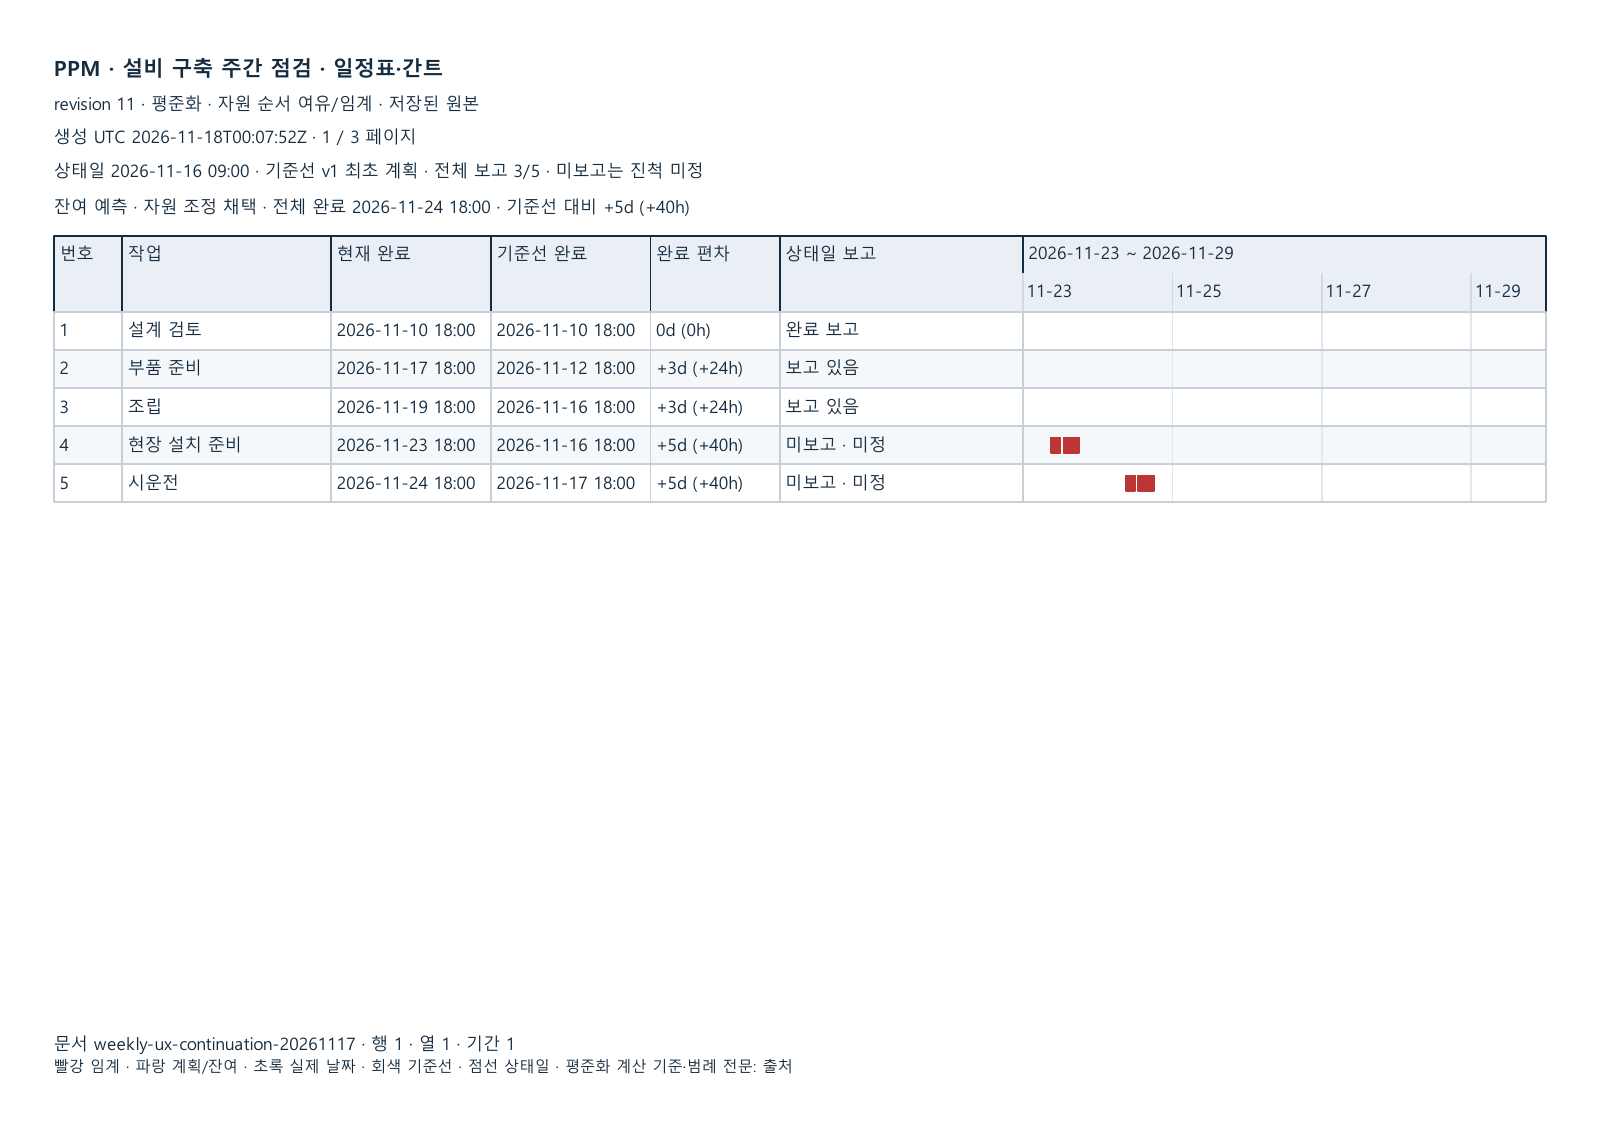 PPM · 설비 구축 주간 점검 · 일정표·간트
revision 11 · 평준화 · 자원 순서 여유/임계 · 저장된 원본
생성 UTC 2026-11-18T00:07:52Z · 1 / 3 페이지
상태일 2026-11-16 09:00 · 기준선 v1 최초 계획 · 전체 보고 3/5 · 미보고는 진척 미정
잔여 예측 · 자원 조정 채택 · 전체 완료 2026-11-24 18:00 · 기준선 대비 +5d (+40h)
번호 작업 현재 완료 기준선 완료 완료 편차 상태일 보고 2026-11-23 ~ 2026-11-29
11-23 11-25 11-27 11-29
1 설계 검토 2026-11-10 18:00 2026-11-10 18:00 0d (0h) 완료 보고
2 부품 준비 2026-11-17 18:00 2026-11-12 18:00 +3d (+24h) 보고 있음
3 조립 2026-11-19 18:00 2026-11-16 18:00 +3d (+24h) 보고 있음
4 현장 설치 준비 2026-11-23 18:00 2026-11-16 18:00 +5d (+40h) 미보고 · 미정
5 시운전 2026-11-24 18:00 2026-11-17 18:00 +5d (+40h) 미보고 · 미정
문서 weekly-ux-continuation-20261117 · 행 1 · 열 1 · 기간 1
빨강 임계 · 파랑 계획/잔여 · 초록 실제 날짜 · 회색 기준선 · 점선 상태일 · 평준화 계산 기준·범례 전문: 출처